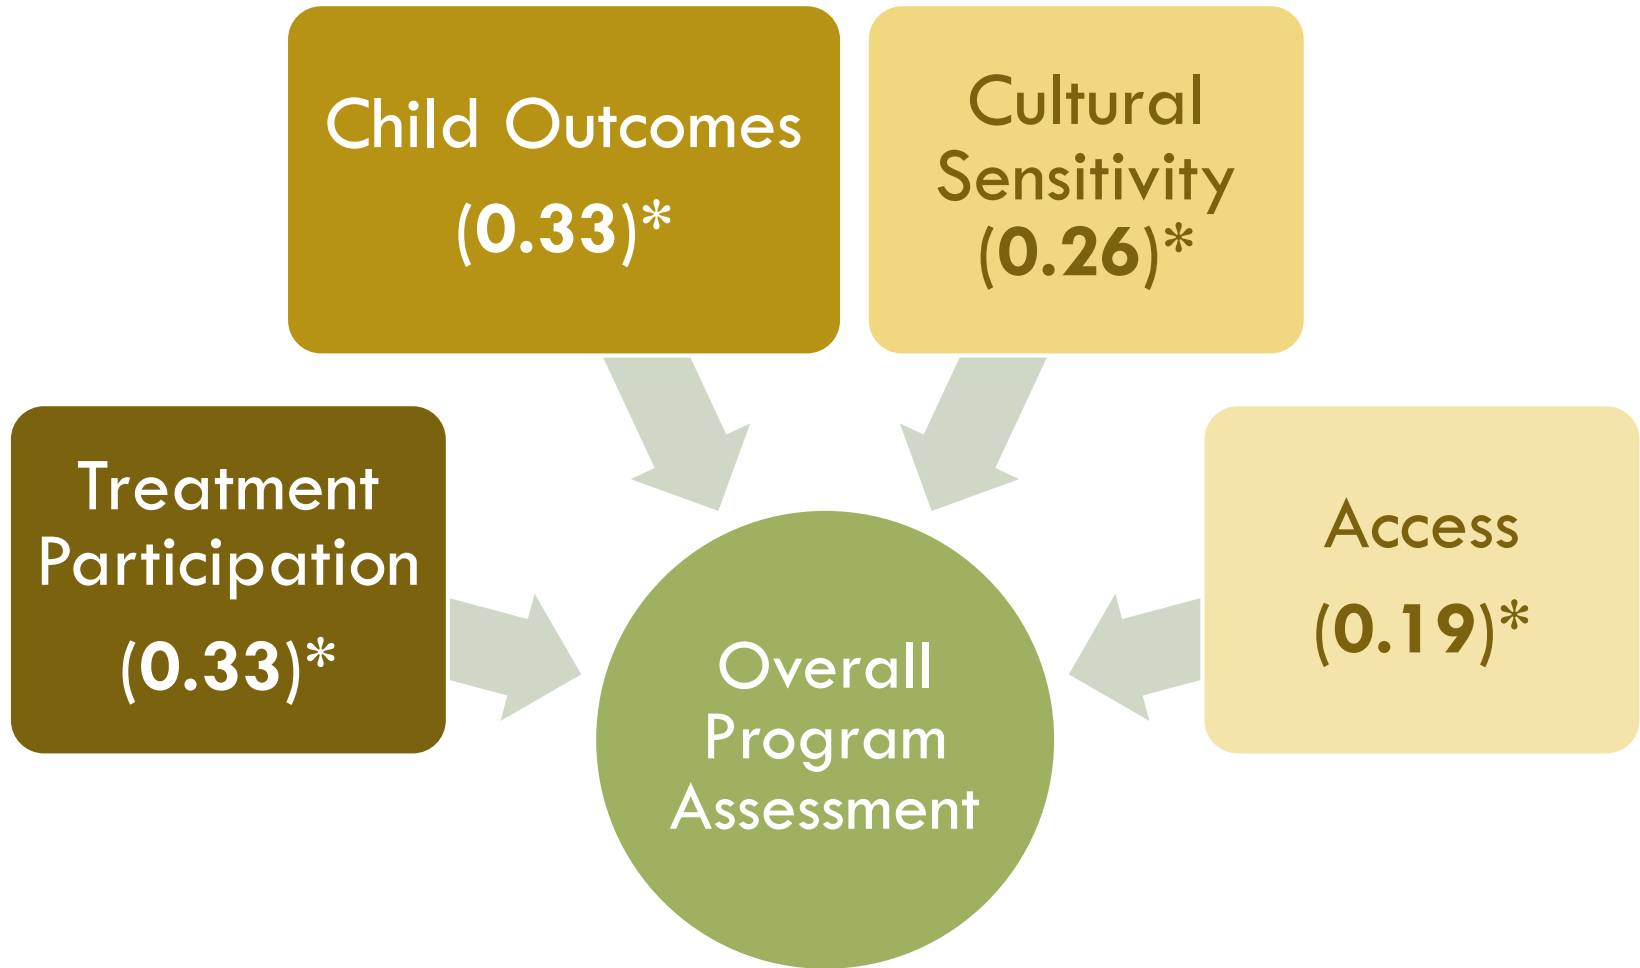 Child Outcomes
(0.33)*
Cultural
Sensitivity
(0.26)*
Treatment
Participation
(0.33)*
Access
(0.19)*
Overall
Program
Assessment